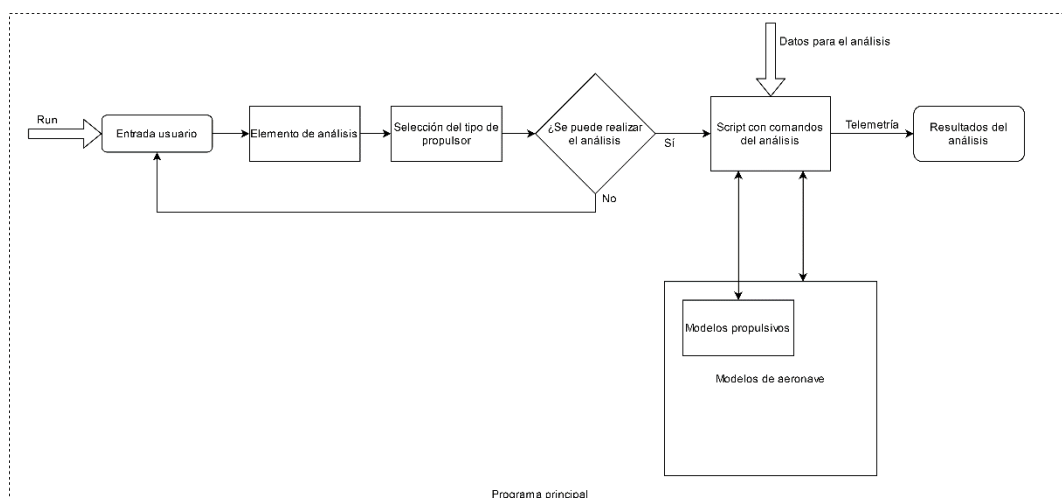 Datos para el análisis
Run
Entrada usuario
Elemento de análisis
Selección del tipo de
propulsor
¿Se puede realizar
el análisis
Sí
No
Script con comandos
del análisis
Telemetría
Resultados del
análisis
Modelos propulsivos
Modelos de aeronave
Programa principal